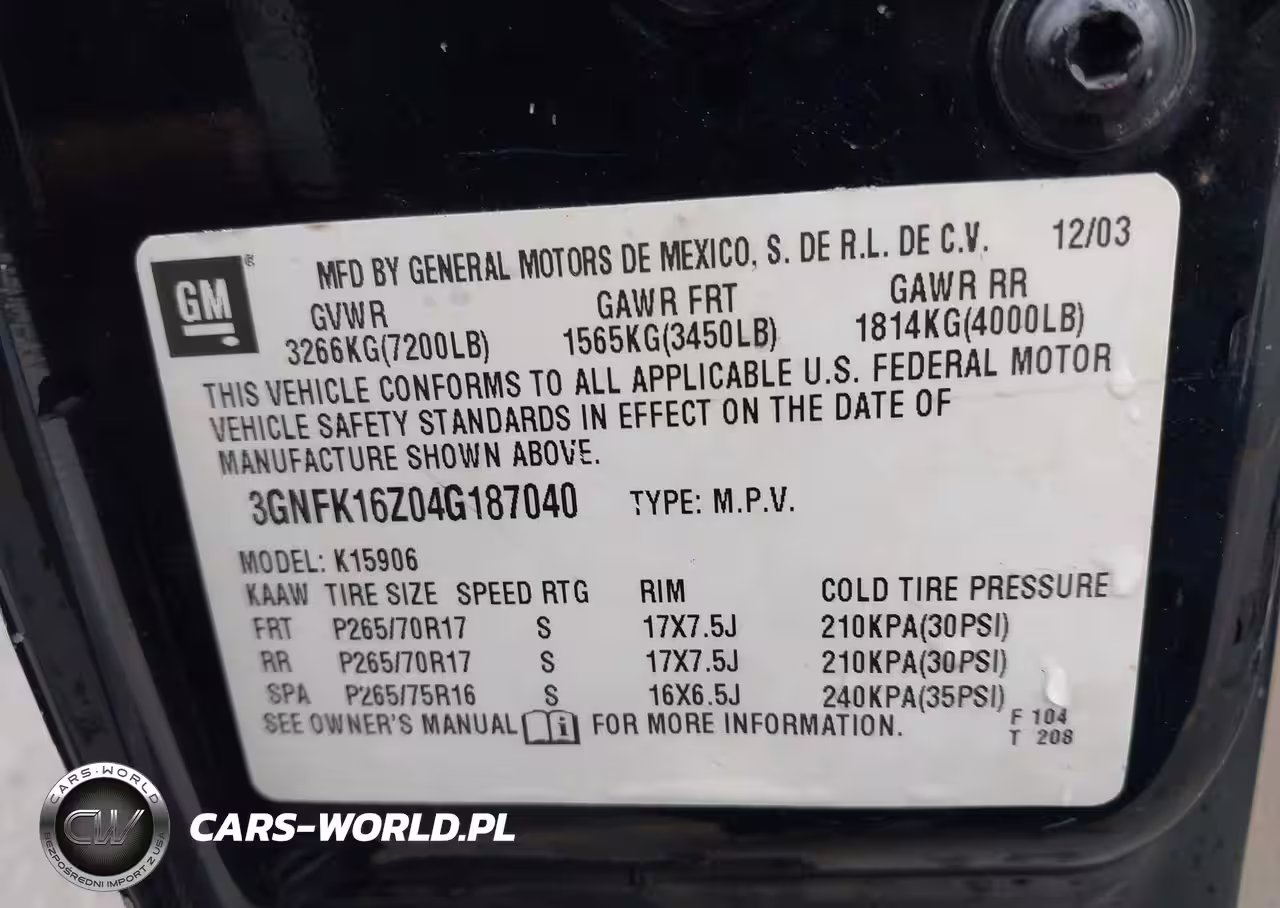 GM®
MFD BY GENERAL MOTORS DE MEXICO, S. DE R.L. DE C.V. 12/03
GVWR GAWR FRT GAWR RR
3266KG(7200LB) 1565KG(3450LB) 1814KG(4000LB)
THIS VEHICLE CONFORMS TO ALL APPLICABLE U.S. FEDERAL MOTOR
VEHICLE SAFETY STANDARDS IN EFFECT ON THE DATE OF
MANUFACTURE SHOWN ABOVE.
3GNFK16Z04G187040 TYPE: M.P.V.
MODEL: K15906
KAAW TIRE SIZE SPEED RTG RIM COLD TIRE PRESSURE
FRT P265/70R17 S 17X7.5J 210KPA(30PSI)
RR P265/70R17 S 17X7.5J 210KPA(30PSI)
SPA P265/75R16 S 16X6.5J 240KPA(35PSI)
SEE OWNER'S MANUAL i FOR MORE INFORMATION.
F 104
T 208
CARS-WORLD
CW
BEZPOŚREDNI IMPORT Z USA
CARS-WORLD.PL